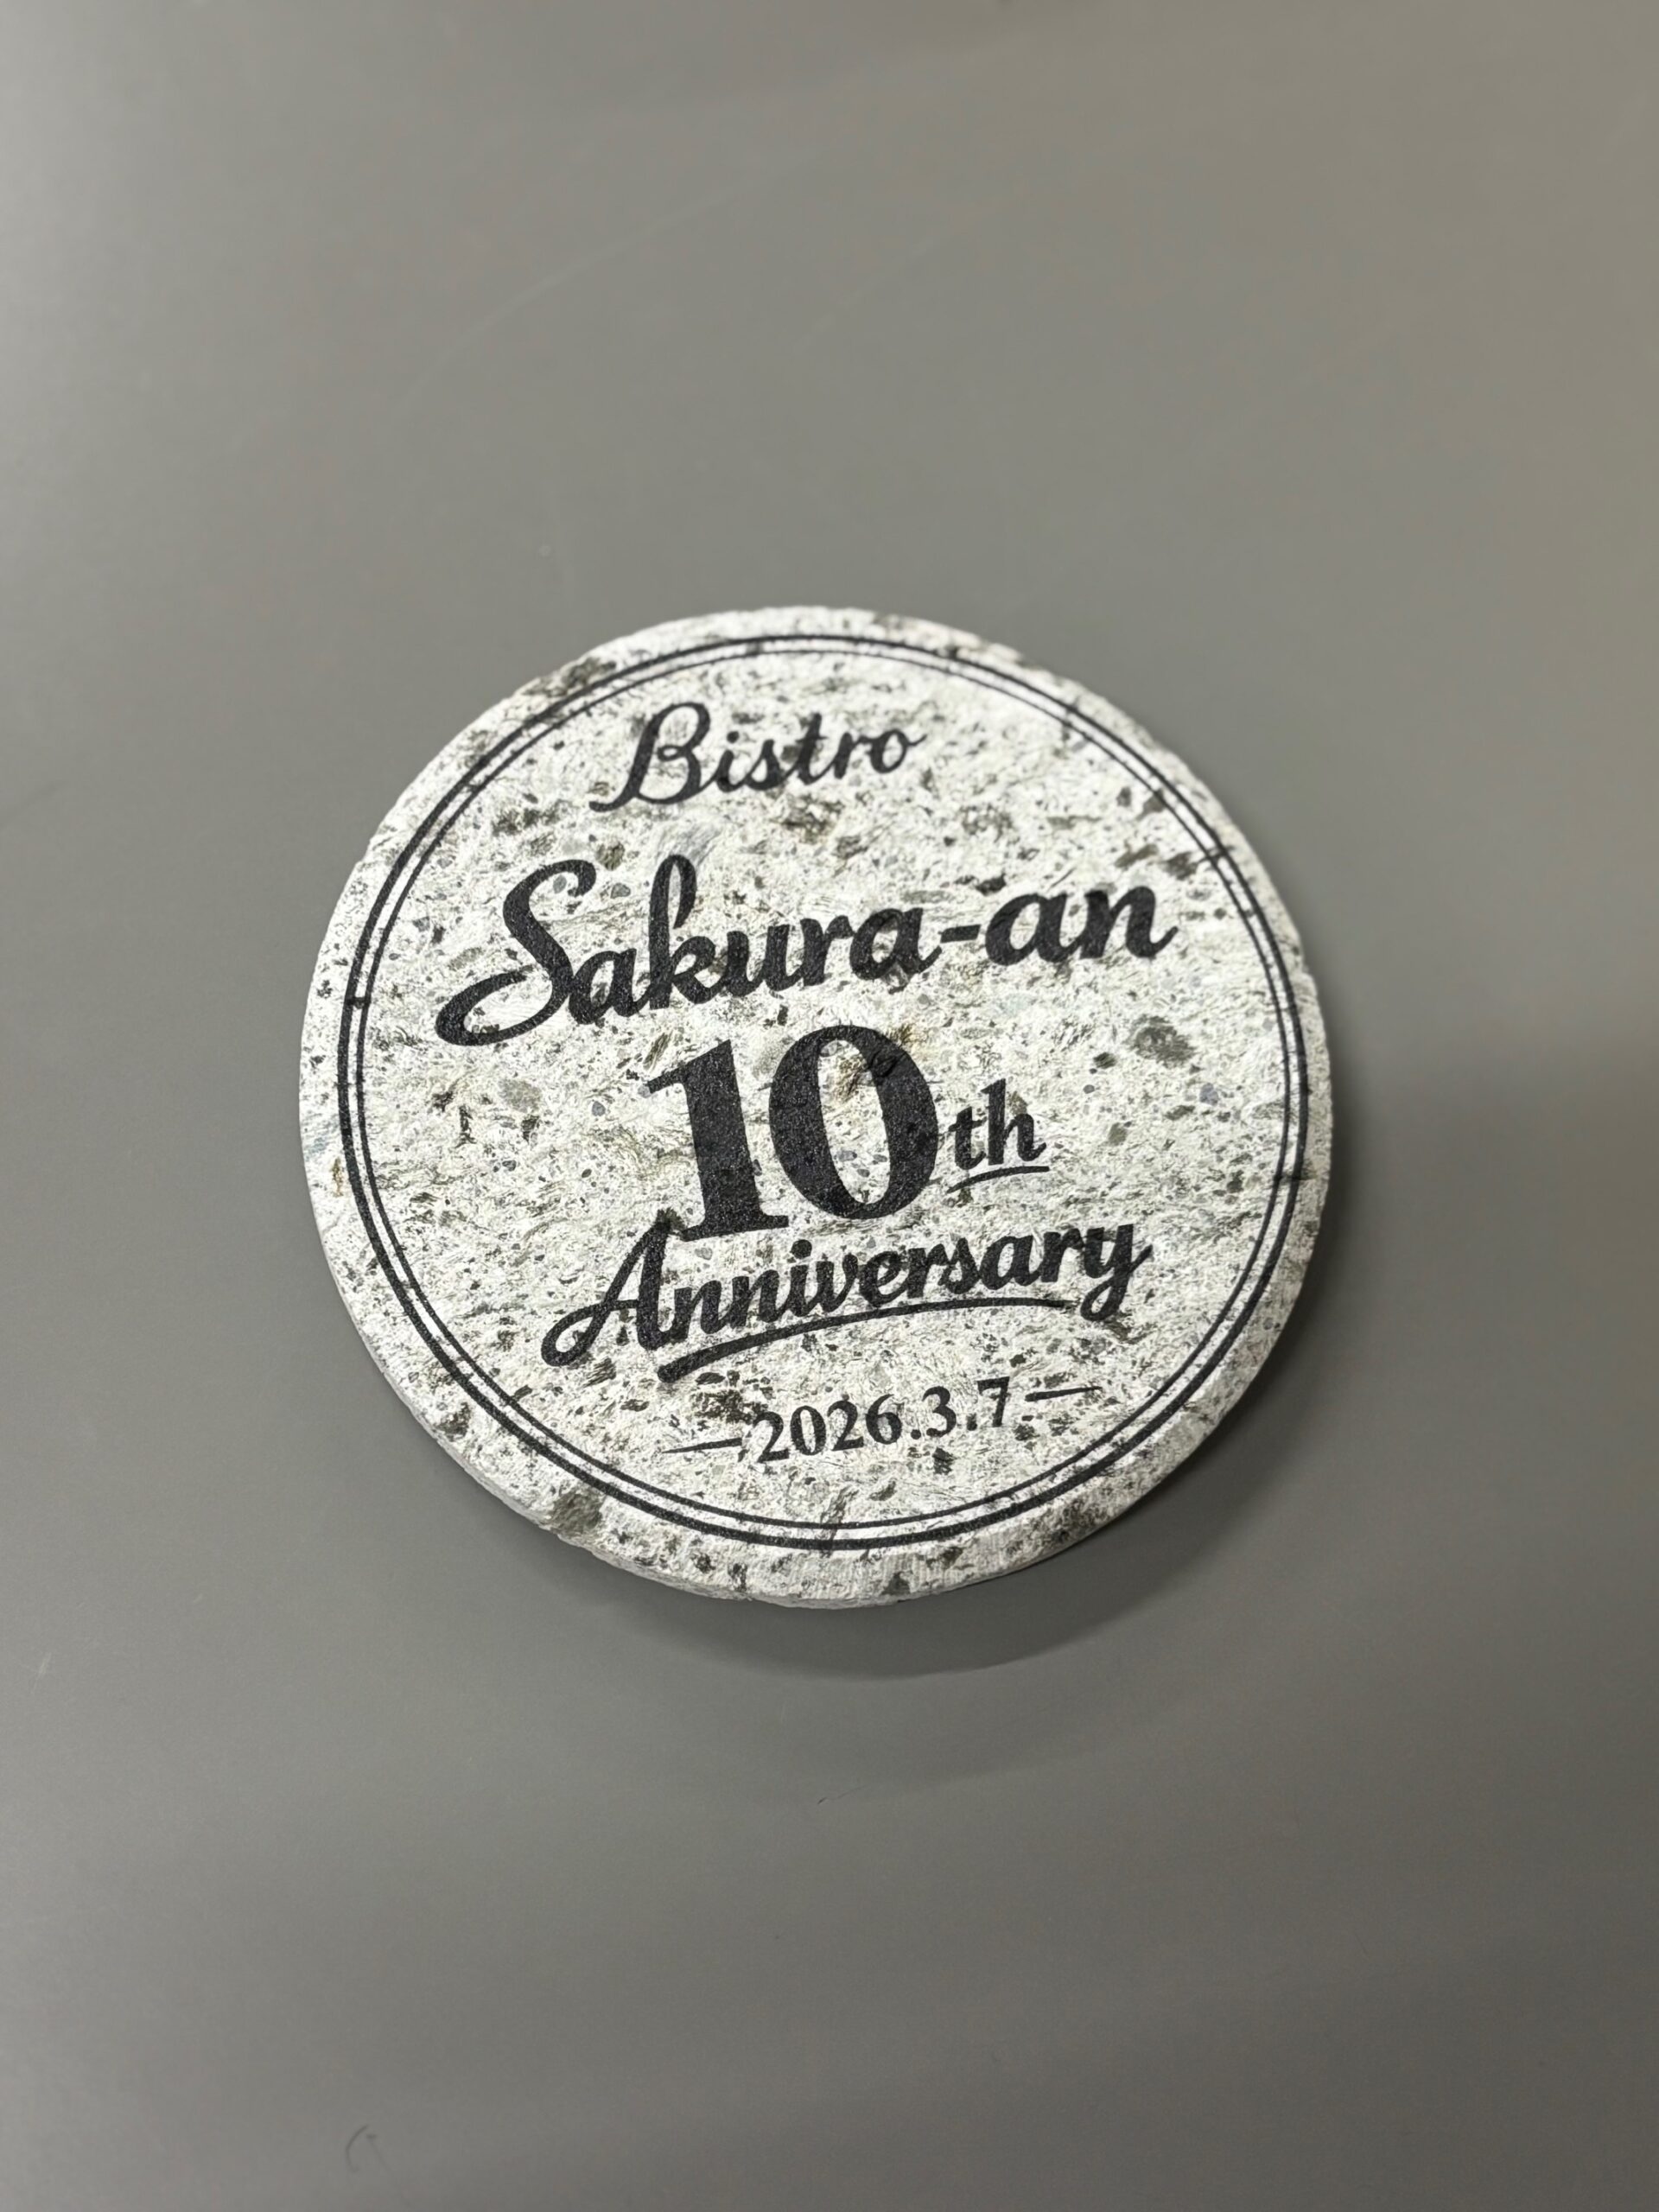 Bistro
Sakura-an
10th
Anniversary
—2026.3.7—